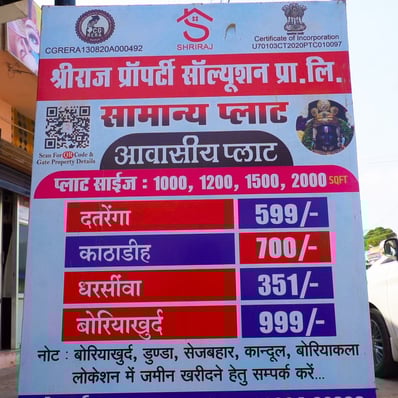 CGRERA130820A000492
SHRIRAJ
Certificate of Incorporation
U70103CT2020PTC010097
श्रीराज प्रॉपर्टी सॉल्यूशन प्रा.लि.
सामान्य प्लाट
आवासीय प्लाट
Scan For QR Code &
Gate Property Details
प्लाट साईज : 1000, 1200, 1500, 2000 SQFT
दतरेंगा 599/-
काठाडीह 700/-
धरसींवा 351/-
बोरियाखुर्द 999/-
नोट : बोरियाखुर्द, डुण्डा, सेजबहार, कान्दूल, बोरियाकला
लोकेशन में जमीन खरीदने हेतु सम्पर्क करें...